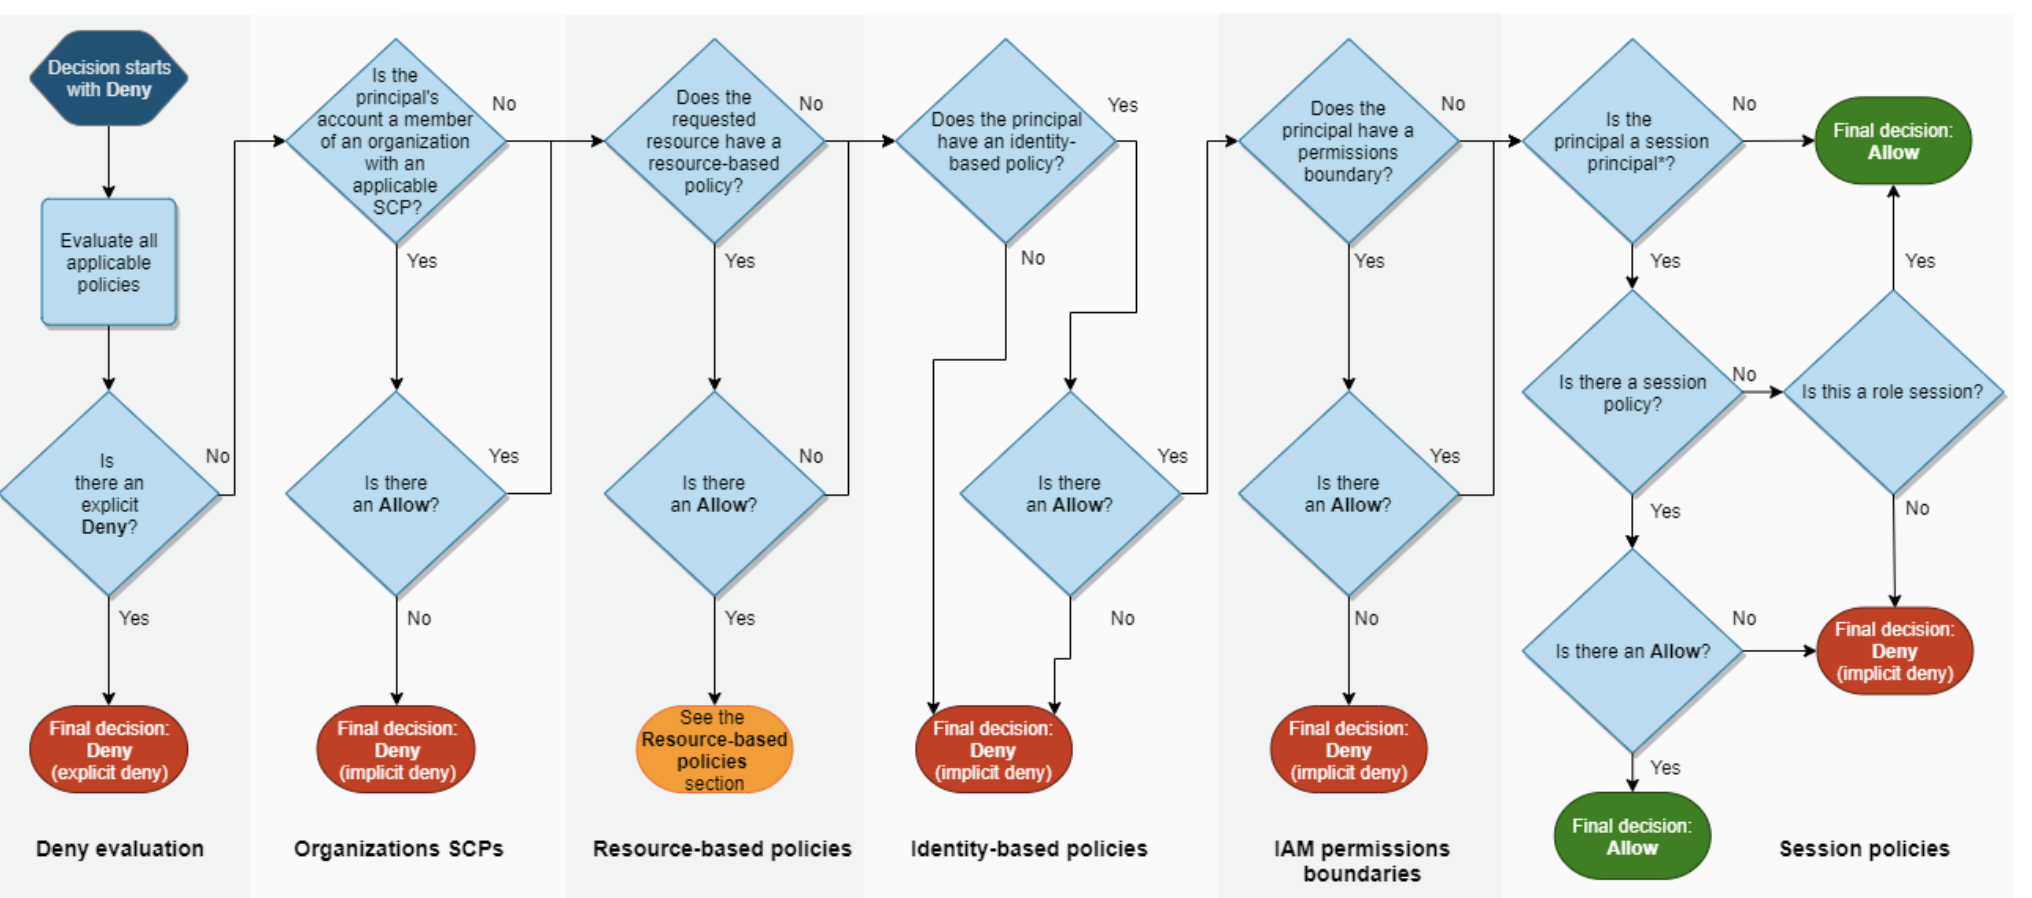 Decision starts
with Deny
Evaluate all
applicable
policies
Is
there an
explicit
Deny?
No
Yes
Final decision:
Deny
(explicit deny)
Deny evaluation
Is the
principal's
account a member
of an organization
with an
applicable
SCP?
No
Yes
Is there
an Allow?
Yes
No
Final decision:
Deny
(implicit deny)
Organizations SCPs
Does the
requested
resource have a
resource-based
policy?
No
Yes
Is there
an Allow?
No
Yes
See the
Resource-based
policies
section
Resource-based policies
Does the principal
have an identity-
based policy?
Yes
No
Is there
an Allow?
Yes
No
Final decision:
Deny
(implicit deny)
Identity-based policies
Does the
principal have a
permissions
boundary?
No
Yes
Is there
an Allow?
Yes
No
Final decision:
Deny
(implicit deny)
IAM permissions
boundaries
Is the
principal a session
principal*?
No
Final decision:
Allow
Yes
Yes
Is there a session
policy?
No
Is this a role session?
Yes
No
Is there an Allow?
No
Final decision:
Deny
(implicit deny)
Yes
Final decision:
Allow
Session policies